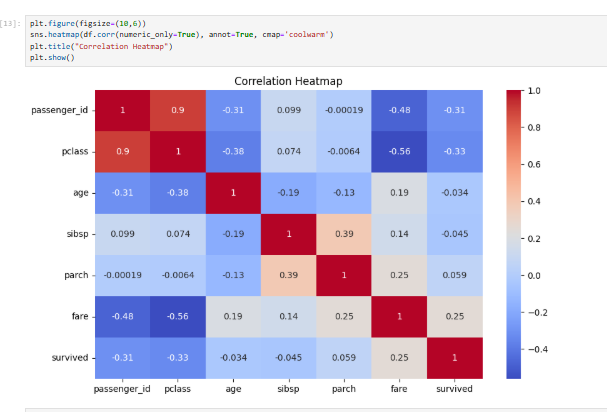 [13]:
plt.figure(figsize=(10,6))
sns.heatmap(df.corr(numeric_only=True), annot=True, cmap='coolwarm')
plt.title("Correlation Heatmap")
plt.show()
Correlation Heatmap
passenger_id 1 0.9 -0.31 0.099 -0.00019 -0.48 -0.31
pclass 0.9 1 -0.38 0.074 -0.0064 -0.56 -0.33
age -0.31 -0.38 1 -0.19 -0.13 0.19 -0.034
sibsp 0.099 0.074 -0.19 1 0.39 0.14 -0.045
parch -0.00019 -0.0064 -0.13 0.39 1 0.25 0.059
fare -0.48 -0.56 0.19 0.14 0.25 1 0.25
survived -0.31 -0.33 -0.034 -0.045 0.059 0.25 1
passenger_id pclass age sibsp parch fare survived
1.0
0.8
0.6
0.4
0.2
0.0
-0.2
-0.4